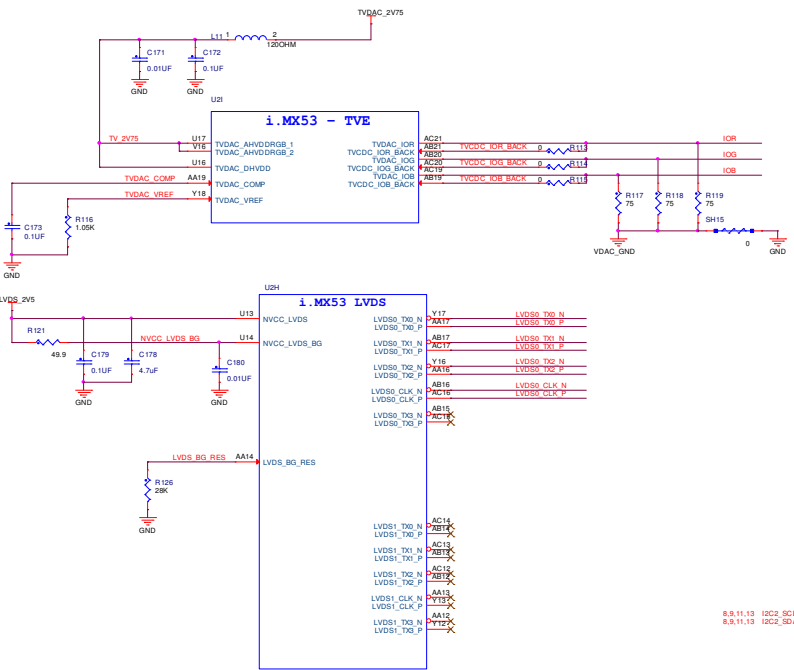 TVDAC_2V75
L11 1 2
120OHM
C171
0.01UF
GND
C172
0.1UF
GND
U2I
i.MX53 - TVE
TV_2V75 U17 TVDAC_AHVDDRGB_1
V16 TVDAC_AHVDDRGB_2
U16 TVDAC_DHVDD
TVDAC_COMP AA19 TVDAC_COMP
TVDAC_VREF Y18 TVDAC_VREF
TVDAC_IOR AC21 IOR
TVCDC_IOR_BACK AB21 TVCDC_IOR_BACK 0 R113
TVDAC_IOG AB20 IOG
TVCDC_IOG_BACK AC20 TVCDC_IOG_BACK 0 R114
TVDAC_IOB AC19 IOB
TVCDC_IOB_BACK AB19 TVCDC_IOB_BACK 0 R115
C173
0.1UF
GND
R116
1.05K
R117
75
R118
75
R119
75
SH15
0
VDAC_GND
GND
LVDS_2V5
R121
49.9
NVCC_LVDS_BG
C179
0.1UF
C178
4.7uF
GND
C180
0.01UF
GND
U2H
i.MX53 LVDS
U13 NVCC_LVDS
U14 NVCC_LVDS_BG
LVDS_BG_RES AA14 LVDS_BG_RES
R126
28K
GND
LVDS0_TX0_N Y17 LVDS0_TX0_N
LVDS0_TX0_P AA17 LVDS0_TX0_P
LVDS0_TX1_N AB17 LVDS0_TX1_N
LVDS0_TX1_P AC17 LVDS0_TX1_P
LVDS0_TX2_N Y16 LVDS0_TX2_N
LVDS0_TX2_P AA16 LVDS0_TX2_P
LVDS0_CLK_N AB16 LVDS0_CLK_N
LVDS0_CLK_P AC16 LVDS0_CLK_P
LVDS0_TX3_N AB15
LVDS0_TX3_P
LVDS1_TX0_N AC14
LVDS1_TX0_P AB14
LVDS1_TX1_N AC13
LVDS1_TX1_P AB13
LVDS1_TX2_N AC12
LVDS1_TX2_P AB12
LVDS1_CLK_N AA13
LVDS1_CLK_P Y13
LVDS1_TX3_N AA12
LVDS1_TX3_P Y12
8,9,11,13 I2C2_SCL
8,9,11,13 I2C2_SDA